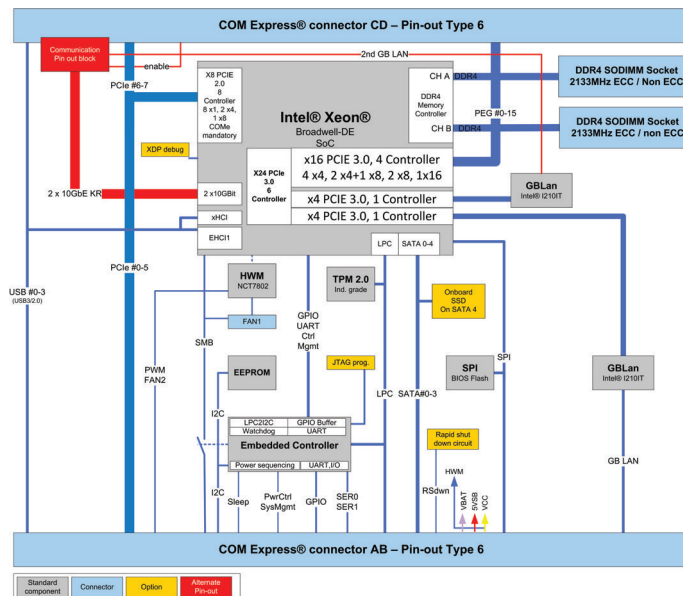 COM Express® connector CD – Pin-out Type 6
Communication
Pin out block
enable
2nd GB LAN
PCIe #6-7
X8 PCIE
2.0
8
Controller
8 x1, 2 x4,
1 x8
COMe
mandatory
Intel® Xeon®
Broadwell-DE
SoC
CH A
DDR4
DDR4
Memory
Controller
CH B
DDR4
PEG #0-15
DDR4 SODIMM Socket
2133MHz ECC / Non ECC
DDR4 SODIMM Socket
2133MHz ECC / non ECC
XDP debug
X24 PCIe
3.0
6
Controller
x16 PCIE 3.0, 4 Controller
4 x4, 2 x4+1 x8, 2 x8, 1x16
x4 PCIE 3.0, 1 Controller
x4 PCIE 3.0, 1 Controller
2 x 10GbE KR
2 x10GBit
xHCI
EHCI1
LPC
SATA 0-4
GBLan
Intel® I210IT
PCIe #0-5
USB #0-3
(USB3/2.0)
HWM
NCT7802
FAN1
TPM 2.0
Ind. grade
Onboard
SSD
On SATA 4
GPIO
UART
Ctrl
Mgmt
SMB
PWM
FAN2
EEPROM
JTAG prog.
SPI
BIOS Flash
SPI
GBLan
Intel® I210IT
I2C
LPC
SATA#0-3
LPC2I2C
GPIO Buffer
Watchdog
UART
Embedded Controller
Power sequencing
UART,I/O
Rapid shut
down circuit
GB LAN
HWM
I2C
Sleep
PwrCtrl
SysMgmt
GPIO
SER0
SER1
RSdwn
VBAT
5VSB
VCC
COM Express® connector AB – Pin-out Type 6
Standard
component
Connector
Option
Alternate
Pin-out